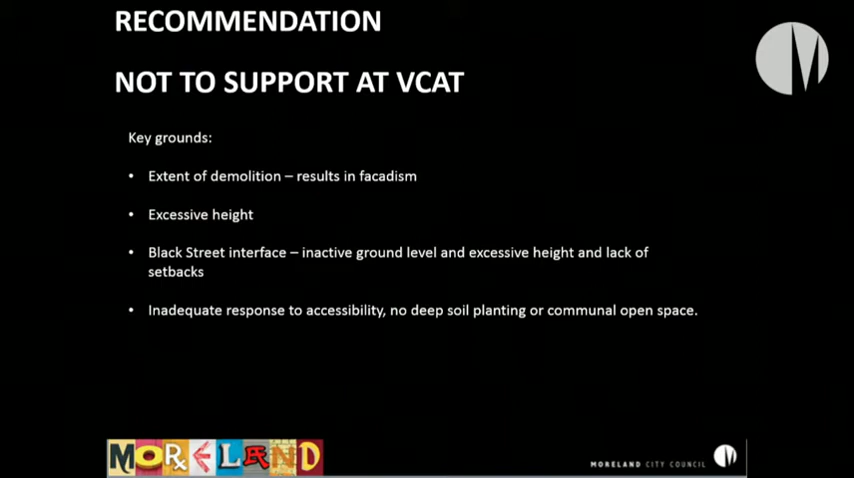 RECOMMENDATION
NOT TO SUPPORT AT VCAT
Key grounds:
• Extent of demolition – results in facadism
• Excessive height
• Black Street interface – inactive ground level and excessive height and lack of
setbacks
• Inadequate response to accessibility, no deep soil planting or communal open space.
MORELAND
MORELAND CITY COUNCIL